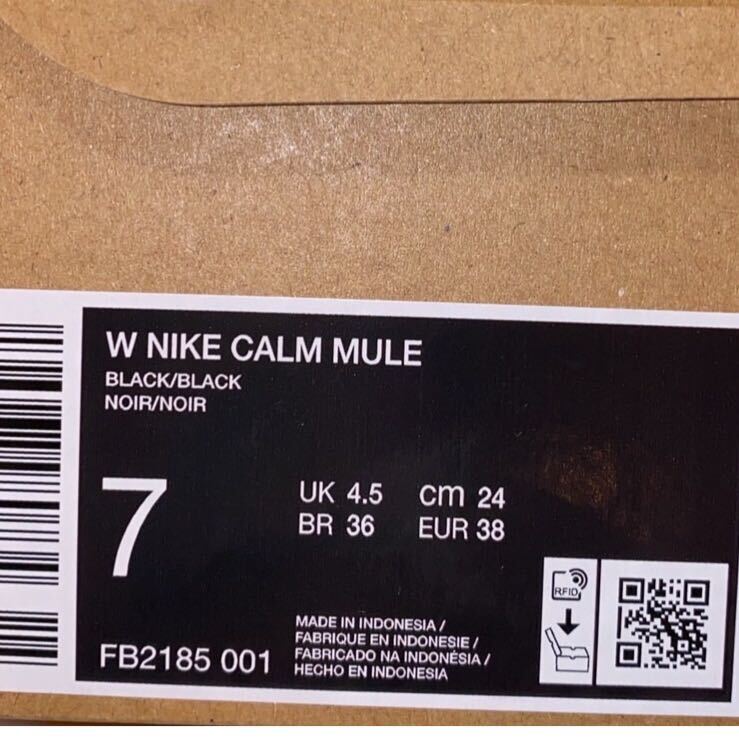 W NIKE CALM MULE
BLACK/BLACK
NOIR/NOIR
7
UK 4.5 cm 24
BR 36 EUR 38
RFID
MADE IN INDONESIA /
FABRIQUE EN INDONESIE /
FABRICADO NA INDONÉSIA /
HECHO EN INDONESIA
FB2185 001